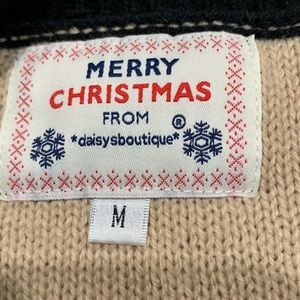 MERRY
CHRISTMAS
FROM
*daisysboutique*®
M